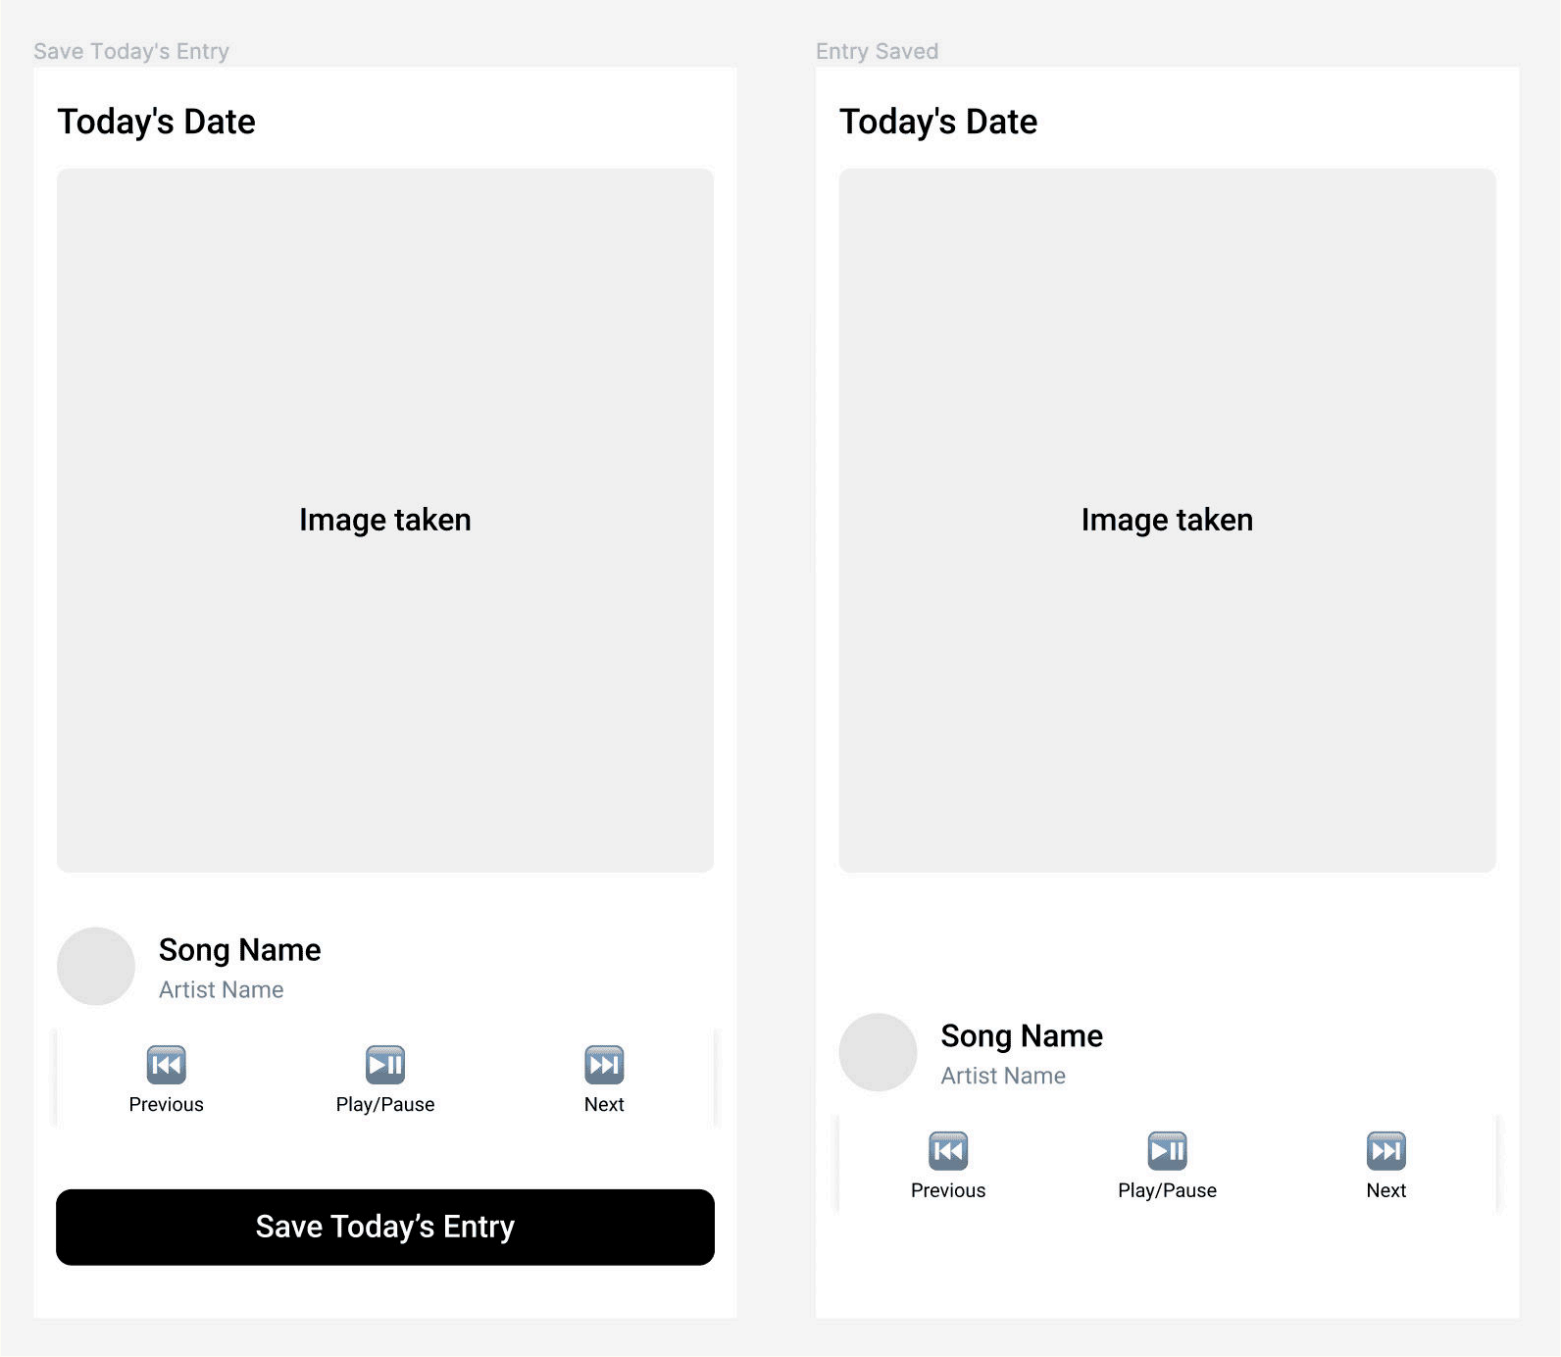 Save Today's Entry
Today's Date
Image taken
Song Name
Artist Name
Previous
Play/Pause
Next
Save Today’s Entry
Entry Saved
Today's Date
Image taken
Song Name
Artist Name
Previous
Play/Pause
Next